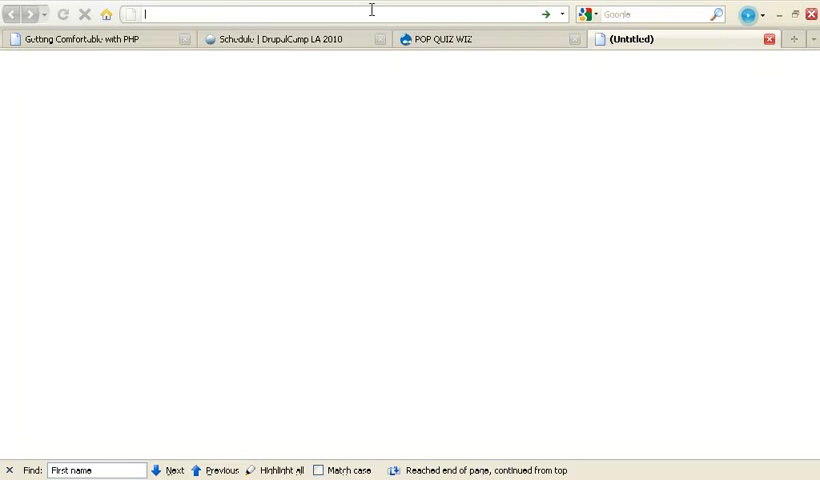 Google
Getting Comfortable with PHP
Schedule | DrupalCamp LA 2010
POP QUIZ WIZ
(Untitled)
Find: First name Next Previous Highlight all Match case Reached end of page, continued from top